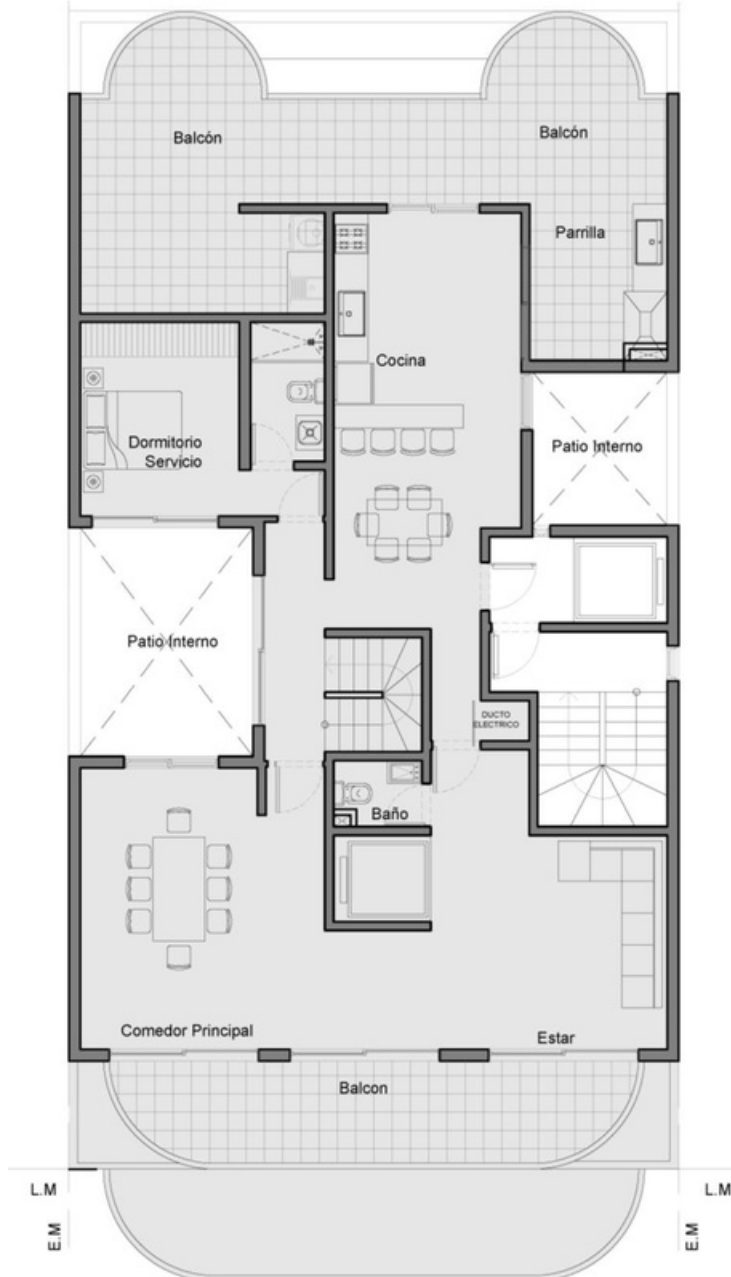 Balcón
Balcón
Parrilla
Cocina
Dormitorio
Servicio
Patio Interno
Patio Interno
DUCTO
ELECTRICO
Baño
Comedor Principal
Estar
Balcon
L.M
L.M
E.M
E.M